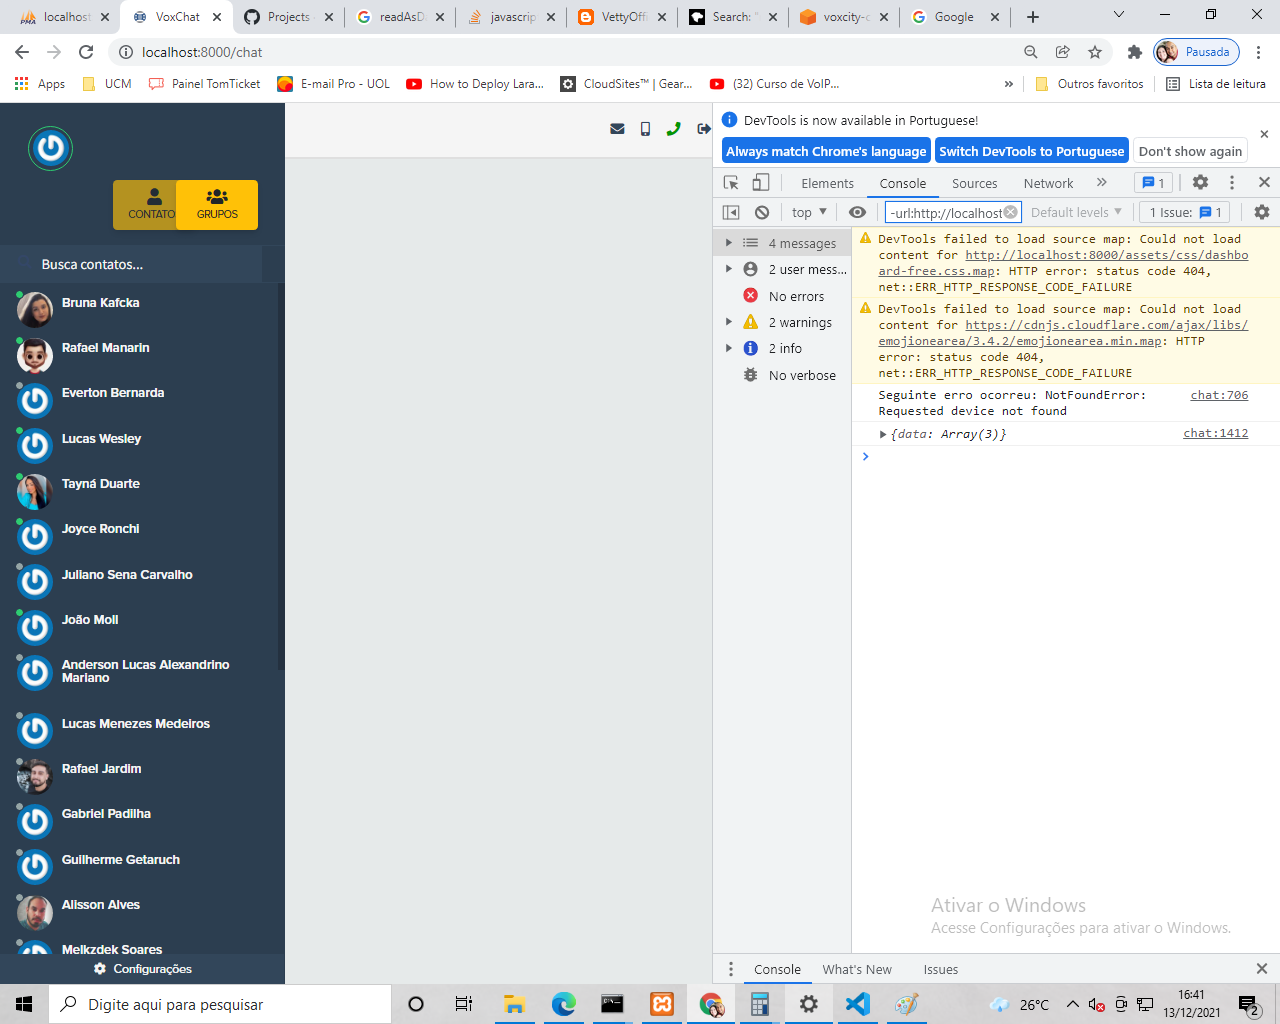 localhost
VoxChat
Projects
readAsD
javascrip
VettyOffi
Search: "
voxcity-c
Google
localhost:8000/chat
Pausada
Apps
UCM
Painel TomTicket
E-mail Pro - UOL
How to Deploy Lara...
CloudSites™ | Gear...
(32) Curso de VoIP...
»
Outros favoritos
Lista de leitura
CONTATO
GRUPOS
Busca contatos...
Bruna Kafcka
Rafael Manarin
Everton Bernarda
Lucas Wesley
Tayná Duarte
Joyce Ronchi
Juliano Sena Carvalho
João Moll
Anderson Lucas Alexandrino
Mariano
Lucas Menezes Medeiros
Rafael Jardim
Gabriel Padilha
Guilherme Getaruch
Alisson Alves
Melkzdek Soares
Configurações
DevTools is now available in Portuguese!
Always match Chrome's language
Switch DevTools to Portuguese
Don't show again
Elements
Console
Sources
Network
»
1
top
-url:http://localhost
Default levels
1 Issue:
1
4 messages
2 user mess...
No errors
2 warnings
2 info
No verbose
DevTools failed to load source map: Could not load
content for http://localhost:8000/assets/css/dashbo
ard-free.css.map: HTTP error: status code 404,
net::ERR_HTTP_RESPONSE_CODE_FAILURE
DevTools failed to load source map: Could not load
content for https://cdnjs.cloudflare.com/ajax/libs/
emojionearea/3.4.2/emojionearea.min.map: HTTP
error: status code 404,
net::ERR_HTTP_RESPONSE_CODE_FAILURE
Seguinte erro ocorreu: NotFoundError:
Requested device not found
chat:706
{data: Array(3)}
chat:1412
Ativar o Windows
Acesse Configurações para ativar o Windows.
Console
What's New
Issues
Digite aqui para pesquisar
26°C
16:41
13/12/2021
2